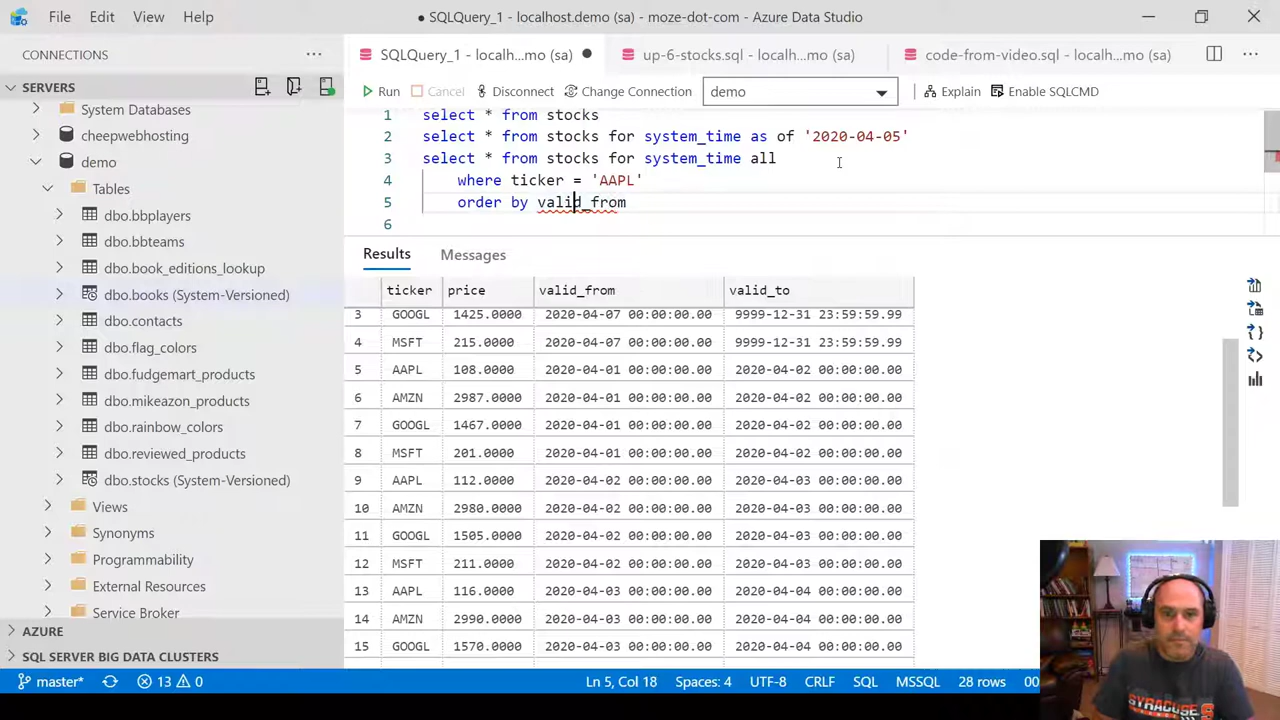 File Edit View Help ● SQLQuery_1 - localhost.demo (sa) - moze-dot-com - Azure Data Studio
CONNECTIONS
SERVERS
System Databases
cheepwebhosting
demo
Tables
dbo.bbplayers
dbo.bbteams
dbo.book_editions_lookup
dbo.books (System-Versioned)
dbo.contacts
dbo.flag_colors
dbo.fudgemart_products
dbo.mikeazon_products
dbo.rainbow_colors
dbo.reviewed_products
dbo.stocks (System-Versioned)
Views
Synonyms
Programmability
External Resources
Service Broker
AZURE
SQL SERVER BIG DATA CLUSTERS
SQLQuery_1 - localh...mo (sa) ● up-6-stocks.sql - localh...mo (sa) code-from-video.sql - localh...mo (sa)
Run Cancel Disconnect Change Connection demo Explain Enable SQLCMD
1 select * from stocks
2 select * from stocks for system_time as of '2020-04-05'
3 select * from stocks for system_time all
4 where ticker = 'AAPL'
5 order by valid_from
6
Results Messages
ticker price valid_from valid_to
3 GOOGL 1425.0000 2020-04-07 00:00:00.00 9999-12-31 23:59:59.99
4 MSFT 215.0000 2020-04-07 00:00:00.00 9999-12-31 23:59:59.99
5 AAPL 108.0000 2020-04-01 00:00:00.00 2020-04-02 00:00:00.00
6 AMZN 2987.0000 2020-04-01 00:00:00.00 2020-04-02 00:00:00.00
7 GOOGL 1467.0000 2020-04-01 00:00:00.00 2020-04-02 00:00:00.00
8 MSFT 201.0000 2020-04-01 00:00:00.00 2020-04-02 00:00:00.00
9 AAPL 112.0000 2020-04-02 00:00:00.00 2020-04-03 00:00:00.00
10 AMZN 2980.0000 2020-04-02 00:00:00.00 2020-04-03 00:00:00.00
11 GOOGL 1505.0000 2020-04-02 00:00:00.00 2020-04-03 00:00:00.00
12 MSFT 211.0000 2020-04-02 00:00:00.00 2020-04-03 00:00:00.00
13 AAPL 116.0000 2020-04-03 00:00:00.00 2020-04-04 00:00:00.00
14 AMZN 2990.0000 2020-04-03 00:00:00.00 2020-04-04 00:00:00.00
15 GOOGL 1570.0000 2020-04-03 00:00:00.00 2020-04-04 00:00:00.00
SYRACUSE
master* 13 0 Ln 5, Col 18 Spaces: 4 UTF-8 CRLF SQL MSSQL 28 rows 00